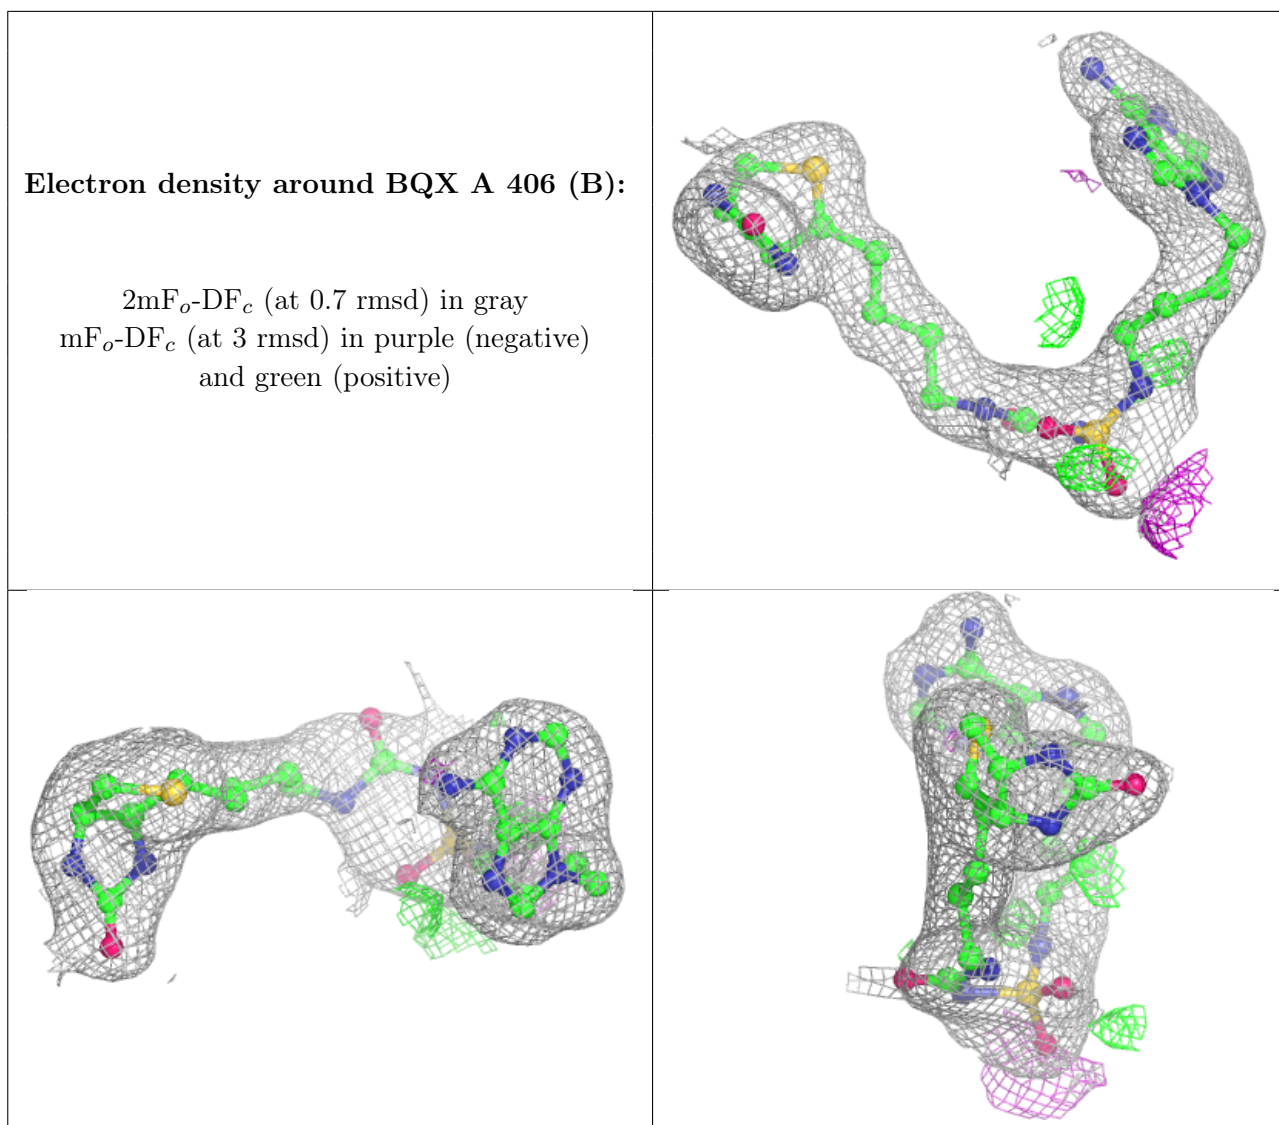 Electron density around BQX A 406 (B):
2mFₒ-DF𝒸 (at 0.7 rmsd) in gray
mFₒ-DF𝒸 (at 3 rmsd) in purple (negative)
and green (positive)